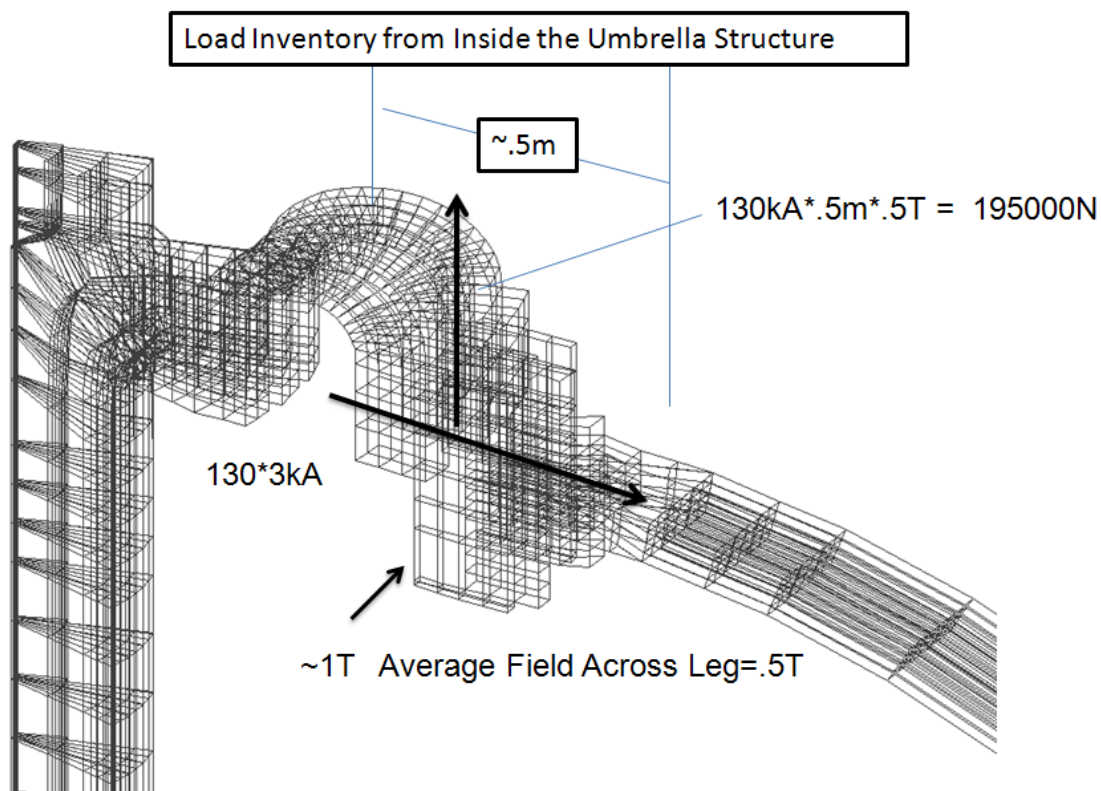 Load Inventory from Inside the Umbrella Structure
~.5m
130kA*.5m*.5T = 195000N
130*3kA
~1T Average Field Across Leg=.5T